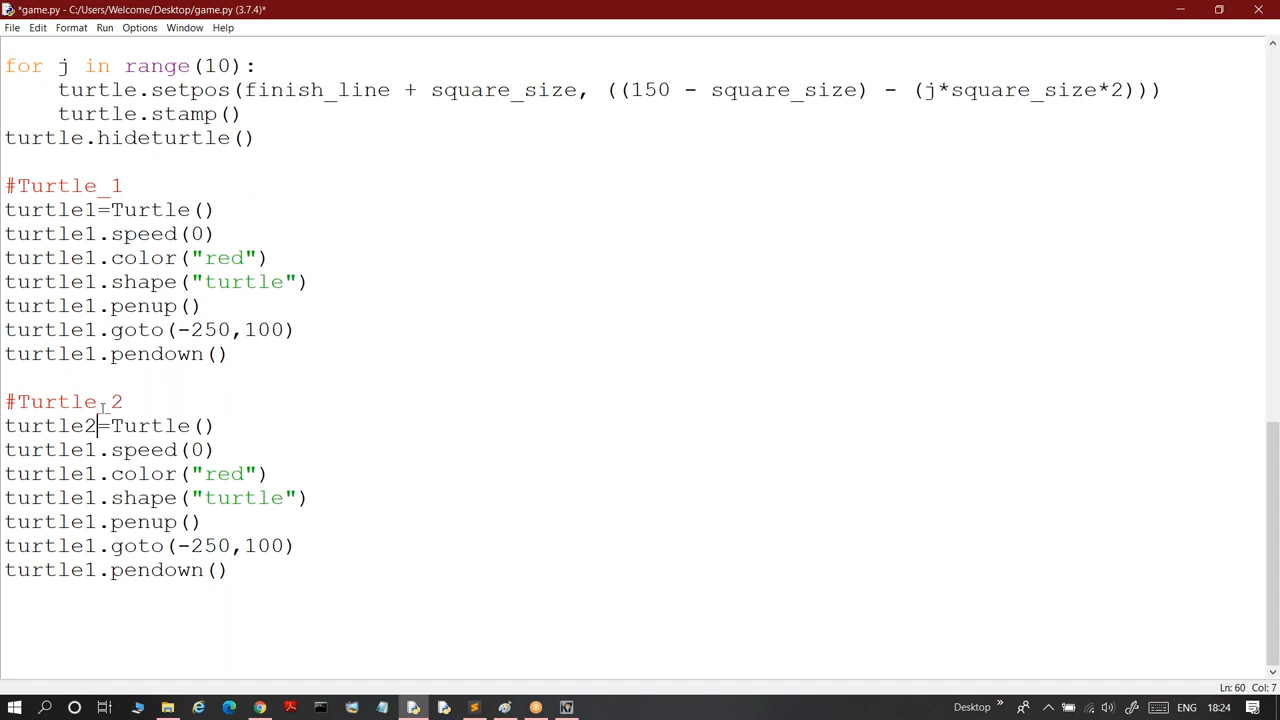 *game.py - C:/Users/Welcome/Desktop/game.py (3.7.4)*
File Edit Format Run Options Window Help
for j in range(10):
    turtle.setpos(finish_line + square_size, ((150 - square_size) - (j*square_size*2)))
    turtle.stamp()
turtle.hideturtle()
#Turtle_1
turtle1=Turtle()
turtle1.speed(0)
turtle1.color("red")
turtle1.shape("turtle")
turtle1.penup()
turtle1.goto(-250,100)
turtle1.pendown()
#Turtle_2
turtle2=Turtle()
turtle1.speed(0)
turtle1.color("red")
turtle1.shape("turtle")
turtle1.penup()
turtle1.goto(-250,100)
turtle1.pendown()
Ln: 60 Col: 7
Desktop 18:24